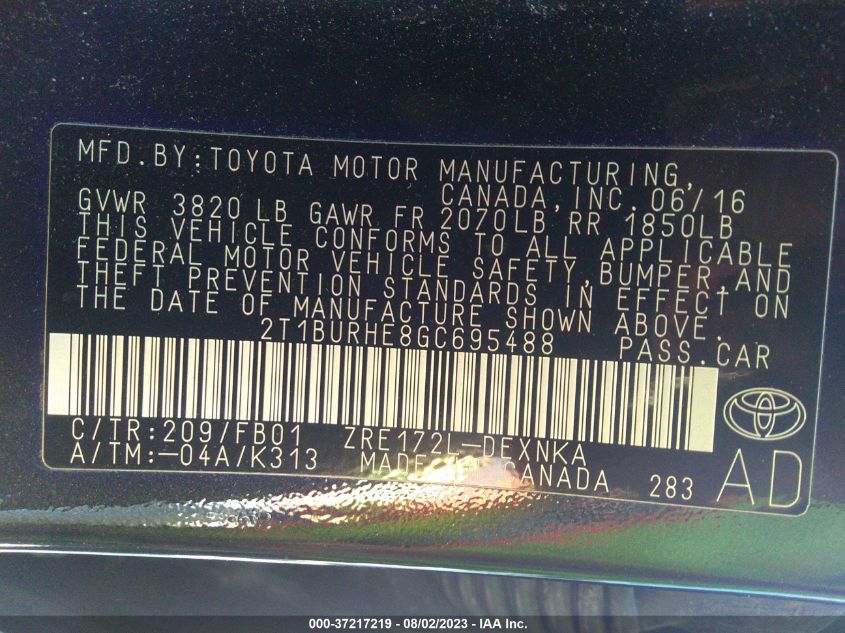 MFD.BY:TOYOTA MOTOR MANUFACTURING,
CANADA, INC. 06/16
GVWR 3820 LB GAWR FR 2070LB RR 1850LB
THIS VEHICLE CONFORMS TO ALL APPLICABLE
FEDERAL MOTOR VEHICLE SAFETY, BUMPER, AND
THEFT PREVENTION STANDARDS IN EFFECT ON
THE DATE OF MANUFACTURE SHOWN ABOVE.
2T1BURHE8GC695488 PASS.CAR
C/TR:209/FB01 ZRE172L-DEXNKA
A/TM:-04A/K313 MADE IN CANADA 283 AD
000-37217219 - 08/02/2023 - IAA Inc.